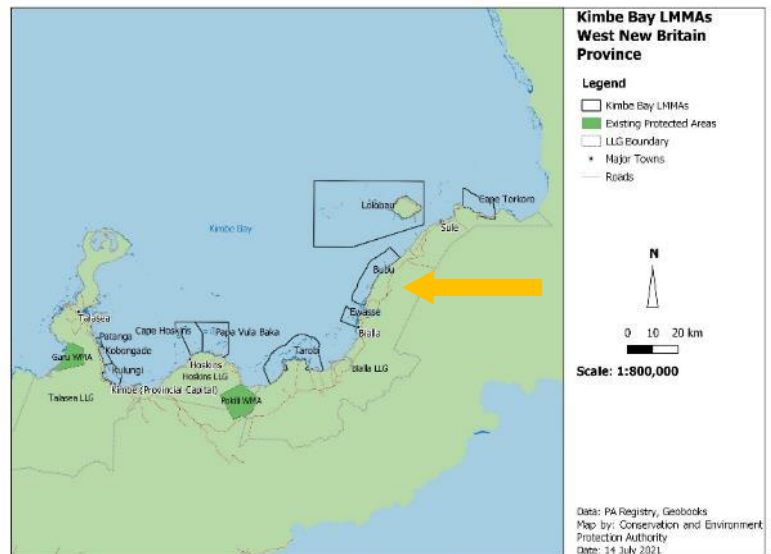 Kimbe Bay LMMAs
West New Britain
Province
Legend
Kimbe Bay LMMAs
Existing Protected Areas
LLG Boundary
Major Towns
Roads
N
0 10 20 km
Scale: 1:800,000
Data: PA Registry, Geobooks
Map by: Conservation and Environment
Protection Authority
Date: 14 July 2021
Lolobau
Cape Torkoro
Sule
Kimbe Bay
Bubu
Ewasse
Bialla
Talasea
Patanga
Cape Hoskins
Papa Vula Baka
Kobongade
Tarobi
Garu WMA
Kulungi
Hoskins
Hoskins LLG
Bialla LLG
Kimbe (Provincial Capital)
Talasea LLG
Pokili WMA